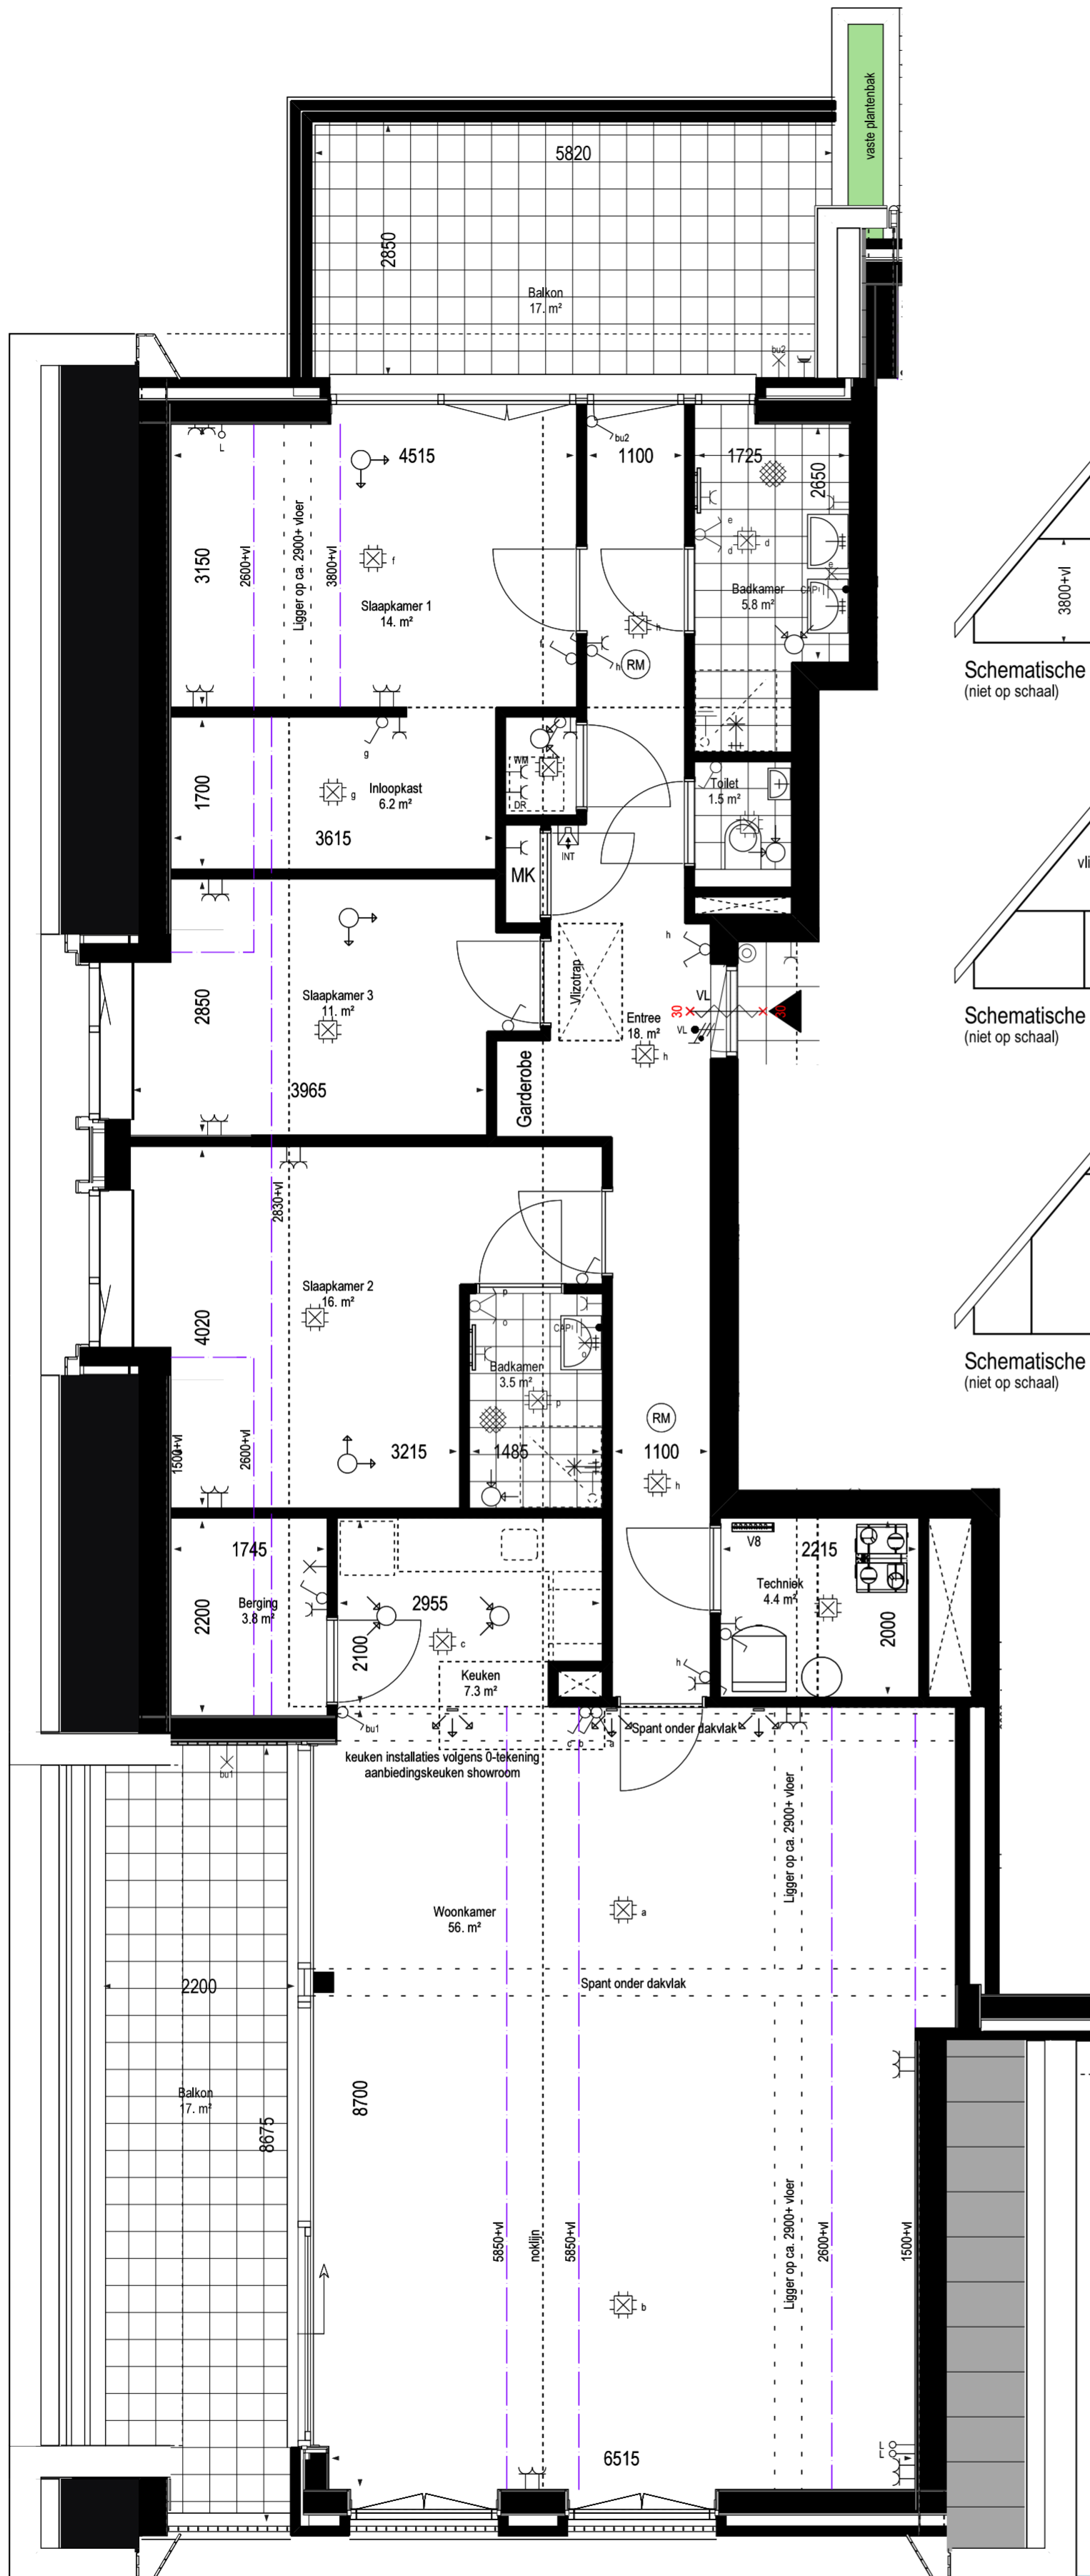 vaste plantenbak
5820
2850
Balkon
17. m²
bu2
L
4515
bu2
1100
1725
2650
3150
2600+vl
Ligger op ca. 2900+ vloer
3800+vl
f
Slaapkamer 1
14. m²
e
d
d
Badkamer
5.8 m²
e
CAP
h
h
RM
3800+vl
Schematische
(niet op schaal)
g
1700
g
Inloopkast
6.2 m²
3615
WM
DR
Toilet
1.5 m²
INT
MK
vli
h
Vlizotrap
2850
Slaapkamer 3
11. m²
VL
30
30
VL
Entree
18. m²
h
Schematische
(niet op schaal)
3965
Garderobe
2830+vl
Slaapkamer 2
16. m²
4020
p
o
CAP
o
Badkamer
3.5 m²
p
Schematische
(niet op schaal)
RM
1500+vl
2600+vl
3215
1485
1100
h
1745
V8
2215
2200
Berging
3.8 m²
2955
2100
c
Techniek
4.4 m²
2000
Keuken
7.3 m²
h
bu1
c
b
a
Spant onder dakvlak
keuken installaties volgens 0-tekening
aanbiedingskeuken showroom
bu1
Ligger op ca. 2900+ vloer
Woonkamer
56. m²
a
2200
Spant onder dakvlak
Balkon
17. m²
8675
8700
5850+vl
noklijn
5850+vl
Ligger op ca. 2900+ vloer
2600+vl
1500+vl
b
6515
L
L